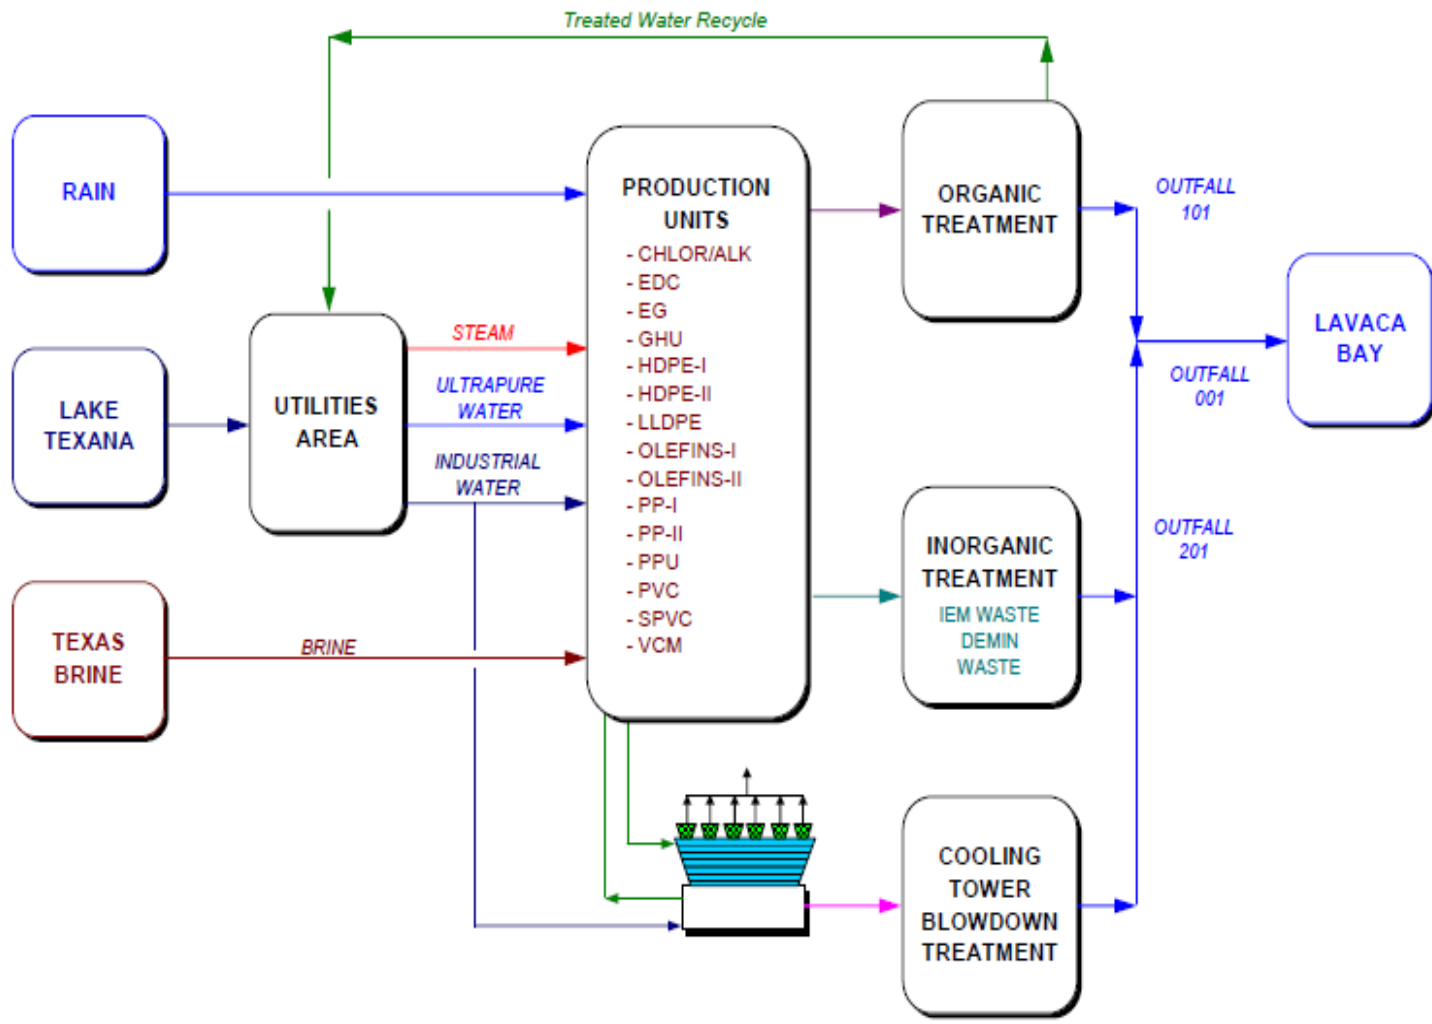 Treated Water Recycle
RAIN
LAKE
TEXANA
TEXAS
BRINE
UTILITIES
AREA
STEAM
ULTRAPURE
WATER
INDUSTRIAL
WATER
BRINE
PRODUCTION
UNITS
- CHLOR/ALK
- EDC
- EG
- GHU
- HDPE-I
- HDPE-II
- LLDPE
- OLEFINS-I
- OLEFINS-II
- PP-I
- PP-II
- PPU
- PVC
- SPVC
- VCM
ORGANIC
TREATMENT
INORGANIC
TREATMENT
IEM WASTE
DEMIN
WASTE
COOLING
TOWER
BLOWDOWN
TREATMENT
OUTFALL
101
OUTFALL
001
OUTFALL
201
LAVACA
BAY